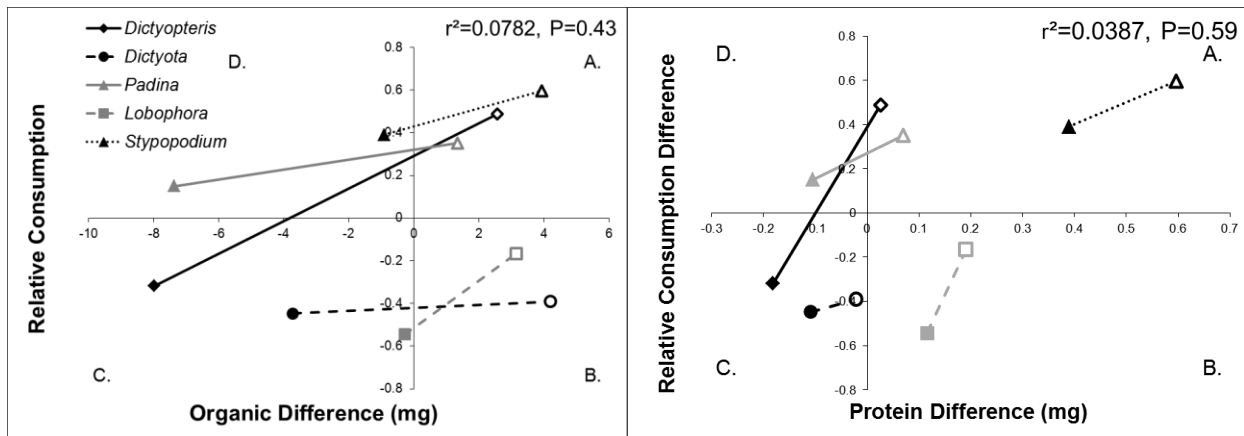 r²=0.0782, P=0.43
Dictyopteris
Dictyota
Padina
Lobophora
Stypopodium
D.
A.
C.
B.
0.8
0.6
0.4
0.2
0
-0.2
-0.4
-0.6
-0.8
-10
-8
-6
-4
-2
0
2
4
6
Relative Consumption
Organic Difference (mg)
r²=0.0387, P=0.59
D.
A.
C.
B.
0.8
0.6
0.4
0.2
0
-0.2
-0.4
-0.6
-0.8
-0.3
-0.2
-0.1
0
0.1
0.2
0.3
0.4
0.5
0.6
0.7
Relative Consumption Difference
Protein Difference (mg)